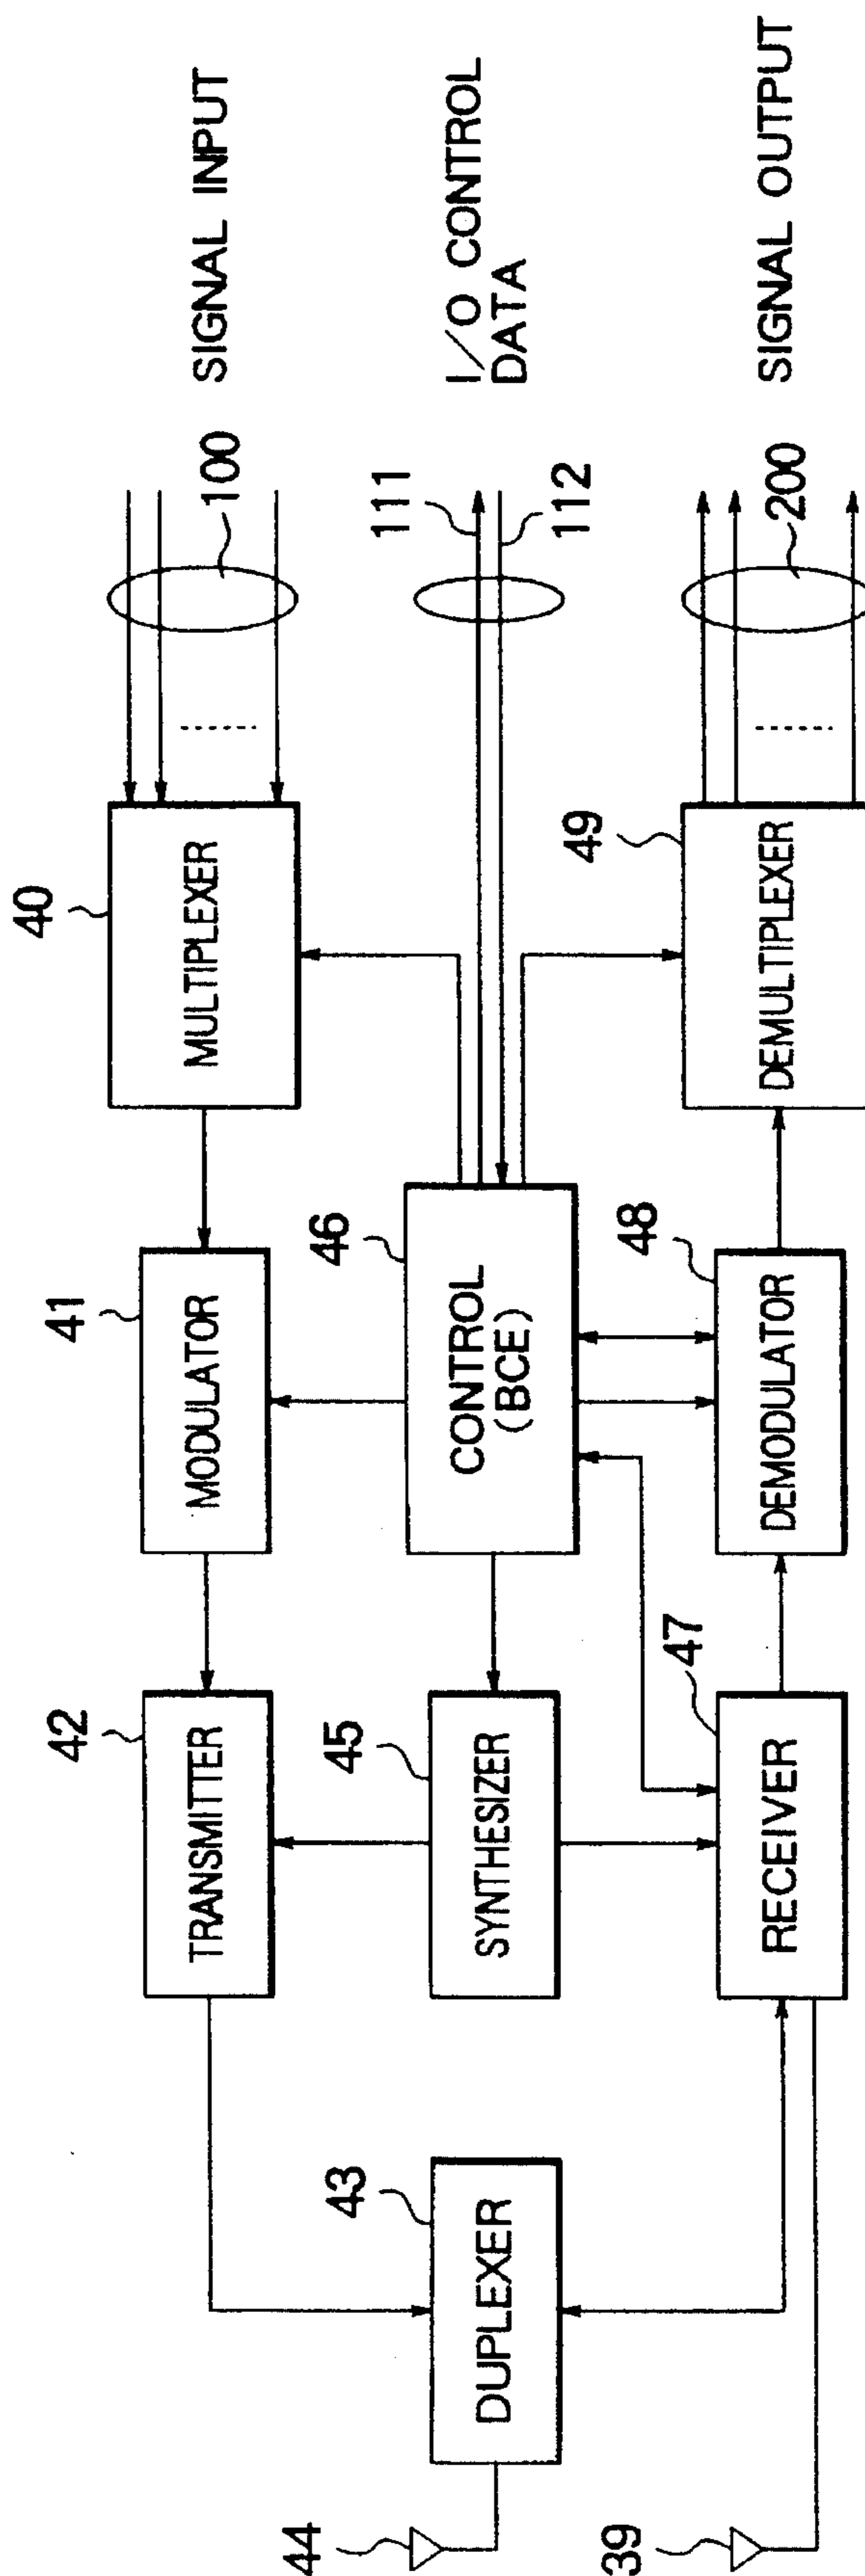 SIGNAL INPUT
100
40
MULTIPLEXER
41
MODULATOR
42
TRANSMITTER
I/O CONTROL
DATA
111
112
46
CONTROL
(BCE)
45
SYNTHESIZER
43
DUPLEXER
44
SIGNAL OUTPUT
200
49
DEMULTIPLEXER
48
DEMODULATOR
47
RECEIVER
39